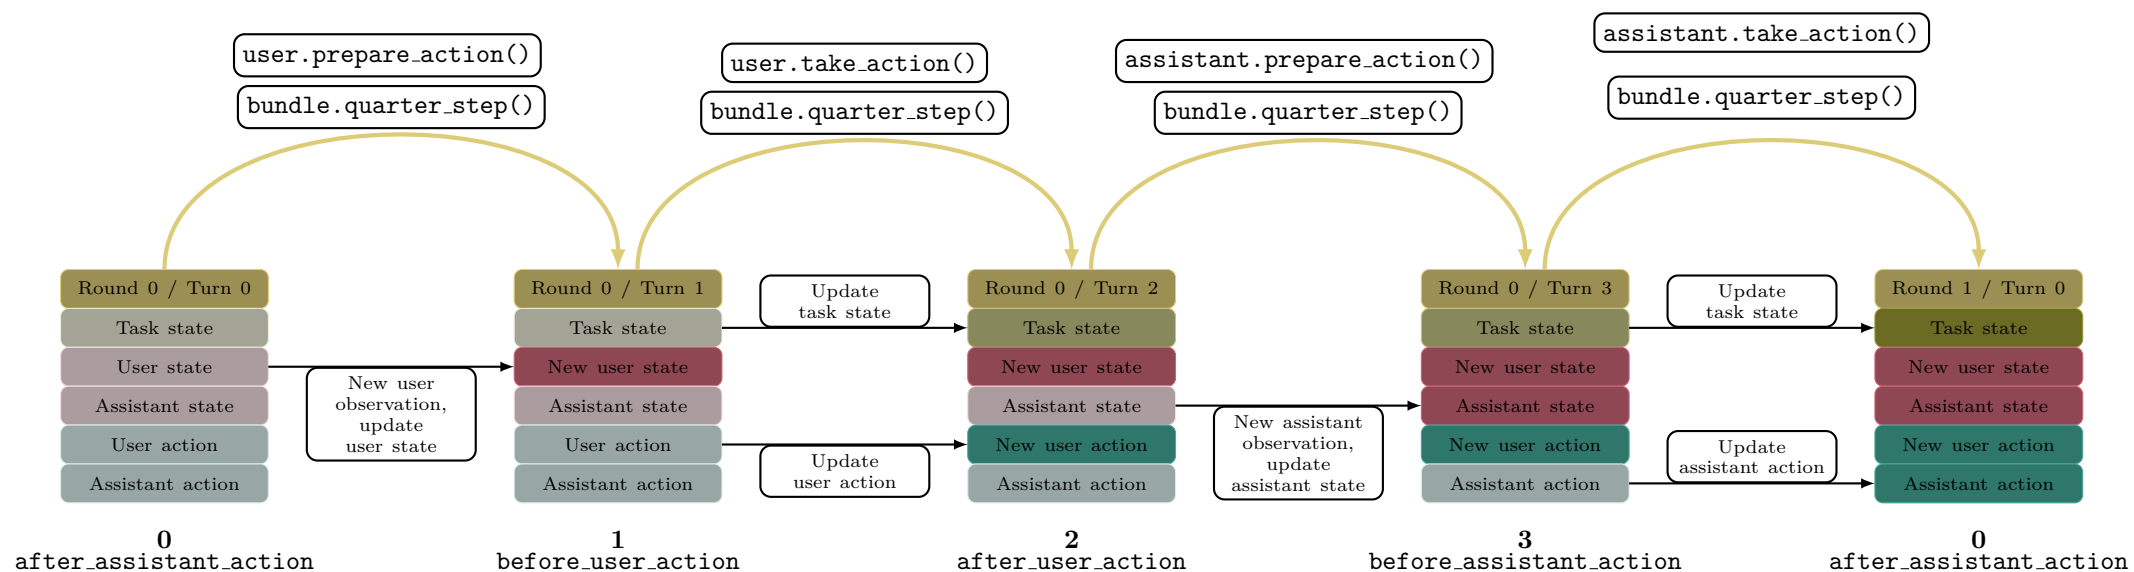 user.prepare_action()
bundle.quarter_step()
user.take_action()
bundle.quarter_step()
assistant.prepare_action()
bundle.quarter_step()
assistant.take_action()
bundle.quarter_step()
Round 0 / Turn 0
Task state
User state
Assistant state
User action
Assistant action
0
after_assistant_action
New user
observation,
update
user state
Round 0 / Turn 1
Task state
New user state
Assistant state
User action
Assistant action
1
before_user_action
Update
task state
Update
user action
Round 0 / Turn 2
Task state
New user state
Assistant state
New user action
Assistant action
2
after_user_action
New assistant
observation,
update
assistant state
Round 0 / Turn 3
Task state
New user state
Assistant state
New user action
Assistant action
3
before_assistant_action
Update
task state
Update
assistant action
Round 1 / Turn 0
Task state
New user state
Assistant state
New user action
Assistant action
0
after_assistant_action